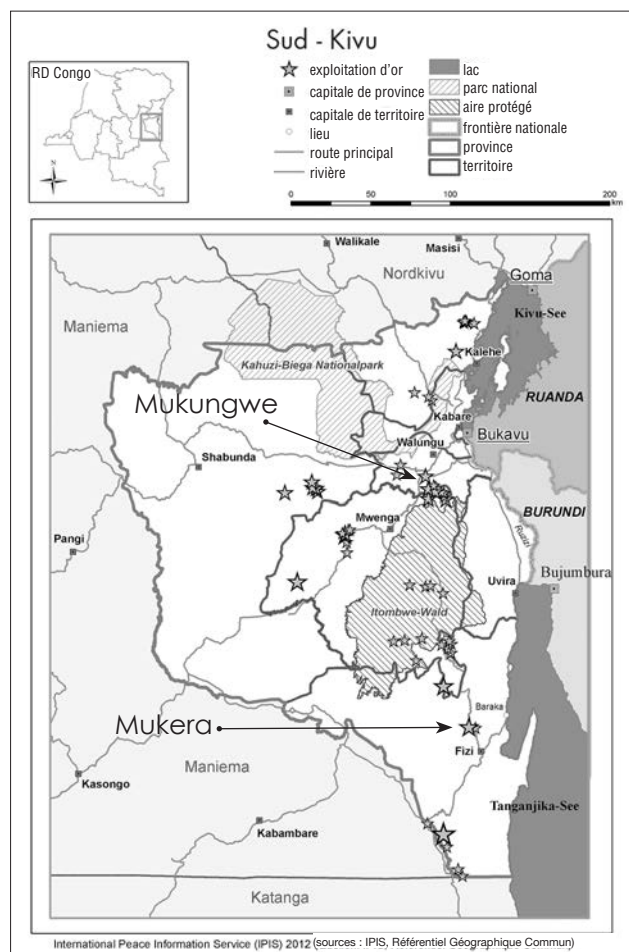 Sud - Kivu
RD Congo
N
exploitation d'or
capitale de province
capitale de territoire
lieu
route principal
rivière
lac
parc national
aire protégé
frontière nationale
province
territoire
0 50 100 200
km
Walikale
Masisi
Nordkivu
Goma
Maniema
Kivu-See
Kalehe
Kahuzi-Biega Nationalpark
RUANDA
Mukungwe
Kabare
Walungu
Bukavu
Shabunda
BURUNDI
Mwenga
Pangi
Ruzizi
Uvira
Bujumbura
Itombwe-Wald
Baraka
Mukera
Fizi
Maniema
Kasongo
Tanganjika-See
Kabambare
Katanga
International Peace Information Service (IPIS) 2012 (sources : IPIS, Référentiel Géographique Commun)